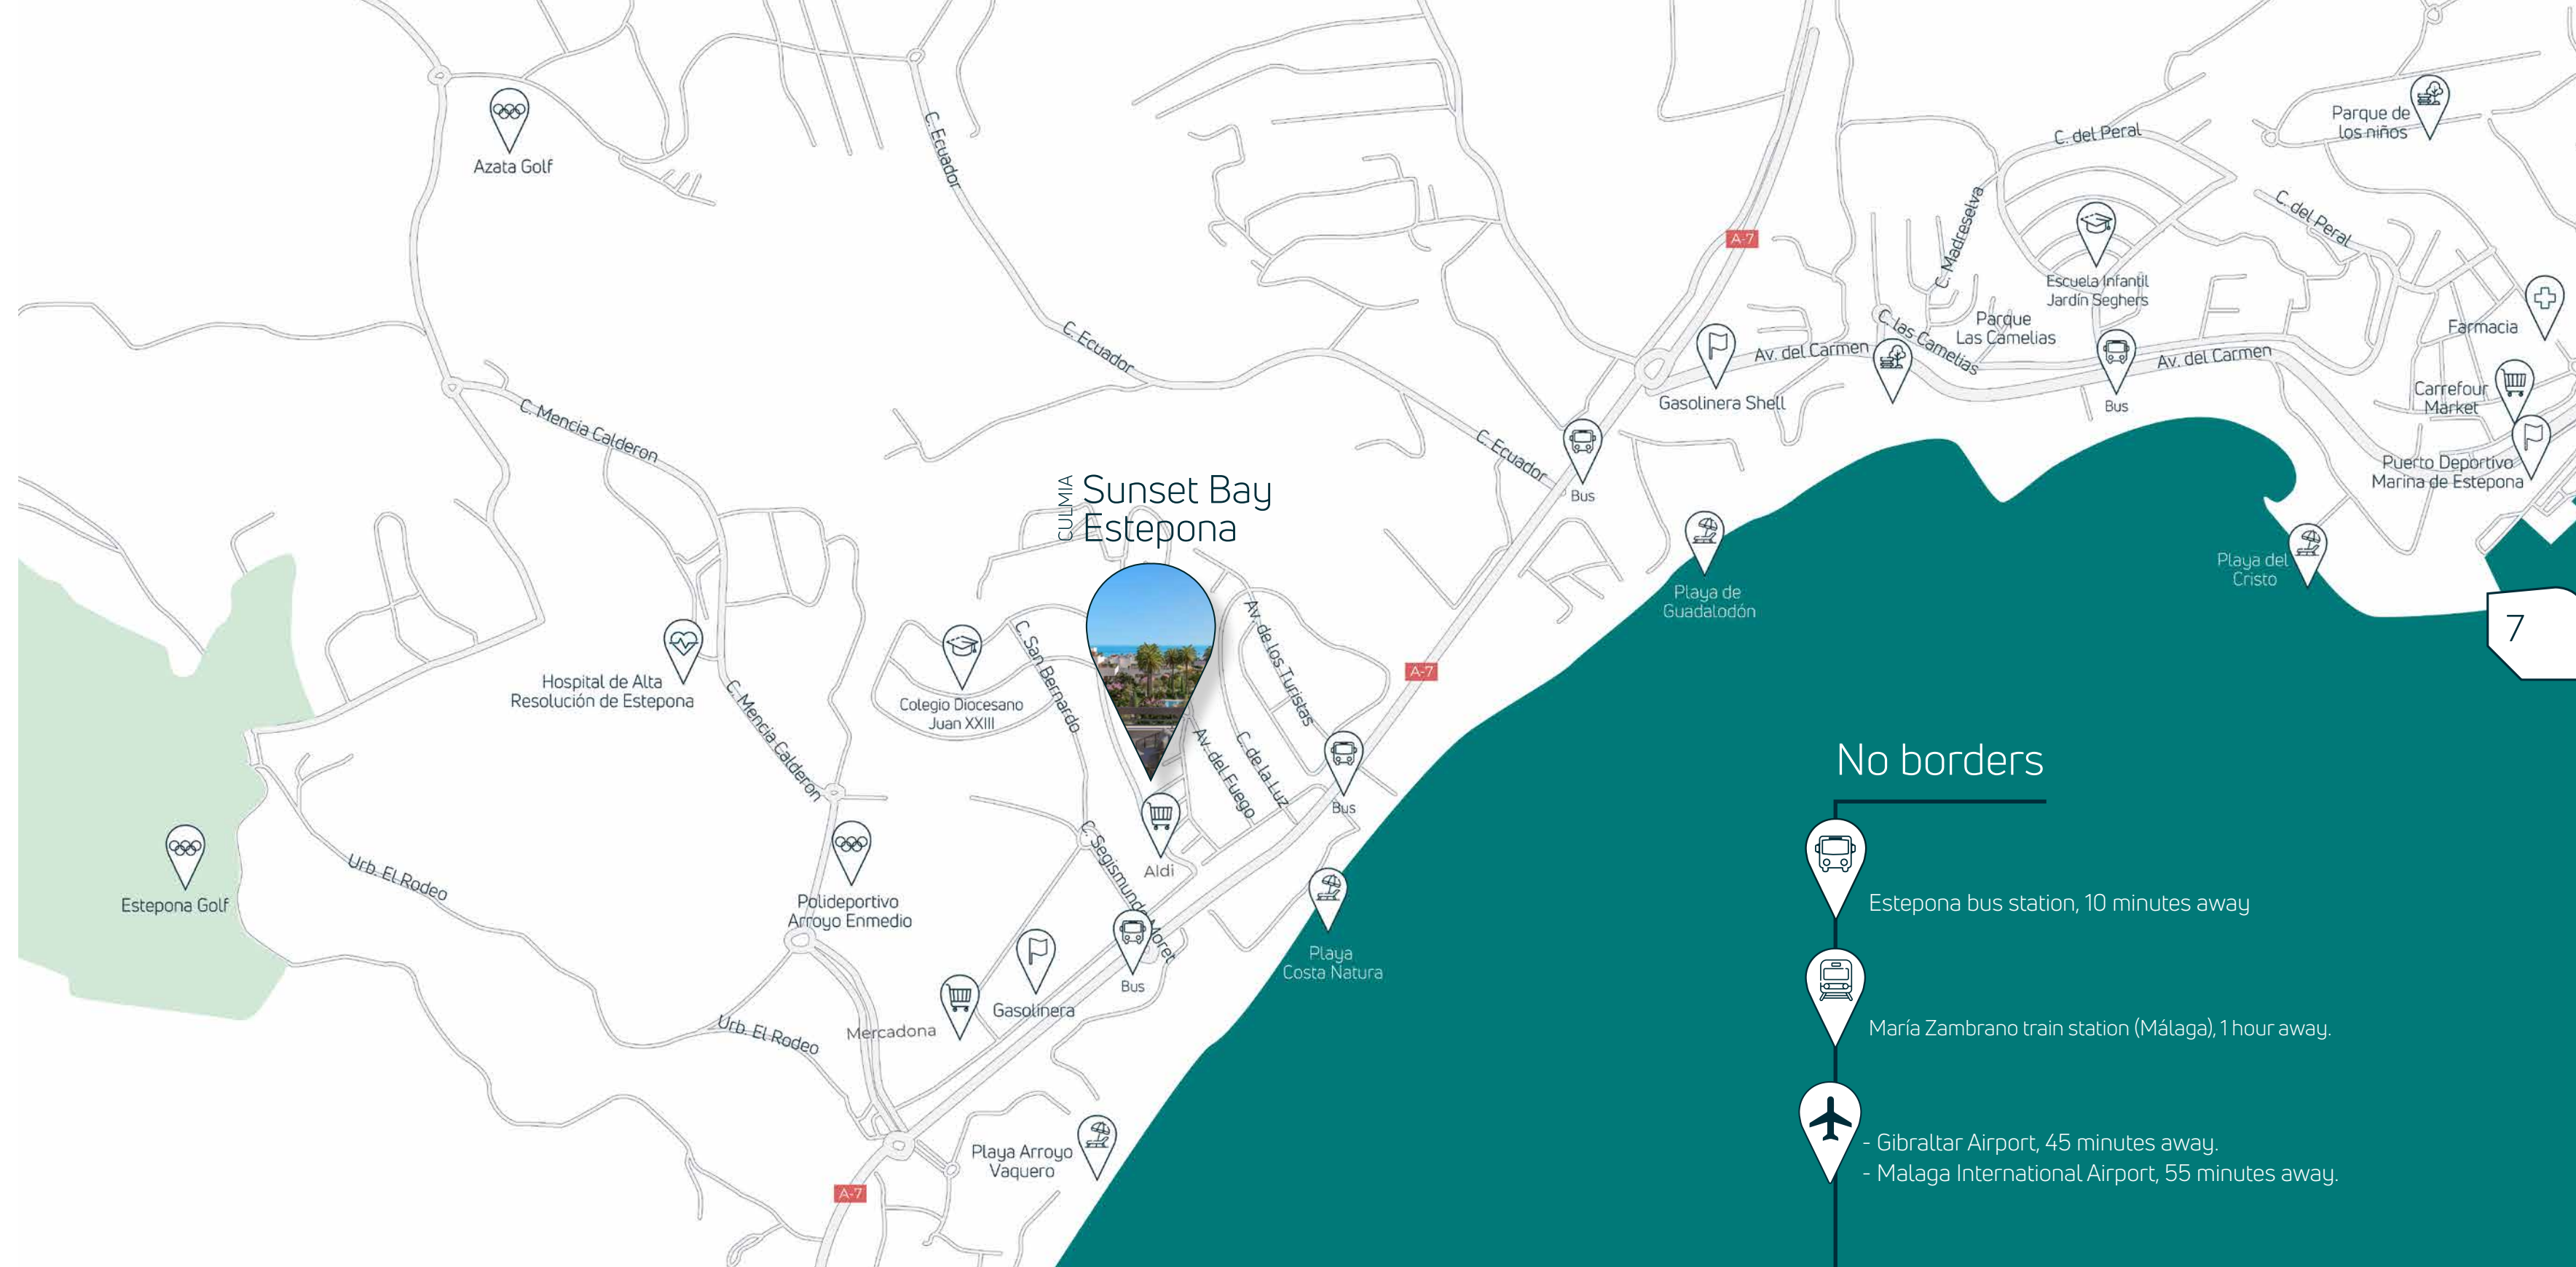 Azata Golf
C. Ecuador
C. Ecuador
C. Ecuador
C. Mencia Calderon
C. Mencia Calderon
CULMIA
Sunset Bay
Estepona
Hospital de Alta
Resolución de Estepona
Colegio Diocesano
Juan XXIII
C. San Bernardo
Av. de los Turistas
Av. del Fuego
C. de la Luz
C. Segismundo Moret
Aldi
Bus
Bus
Bus
Estepona Golf
Urb. El Rodeo
Urb. El Rodeo
Polideportivo
Arroyo Enmedio
Mercadona
Gasolinera
Playa Arroyo
Vaquero
Playa
Costa Natura
A-7
A-7
A-7
Gasolinera Shell
Av. del Carmen
C. las Camelias
Parque
Las Camelias
C. Madreselva
C. del Peral
C. del Peral
Escuela Infantil
Jardín Seghers
Bus
Av. del Carmen
Parque de
los niños
Farmacia
Carrefour
Market
Puerto Deportivo
Marina de Estepona
Playa de
Guadalodón
Playa del
Cristo
7
No borders
Estepona bus station, 10 minutes away
María Zambrano train station (Málaga), 1 hour away.
- Gibraltar Airport, 45 minutes away.
- Malaga International Airport, 55 minutes away.